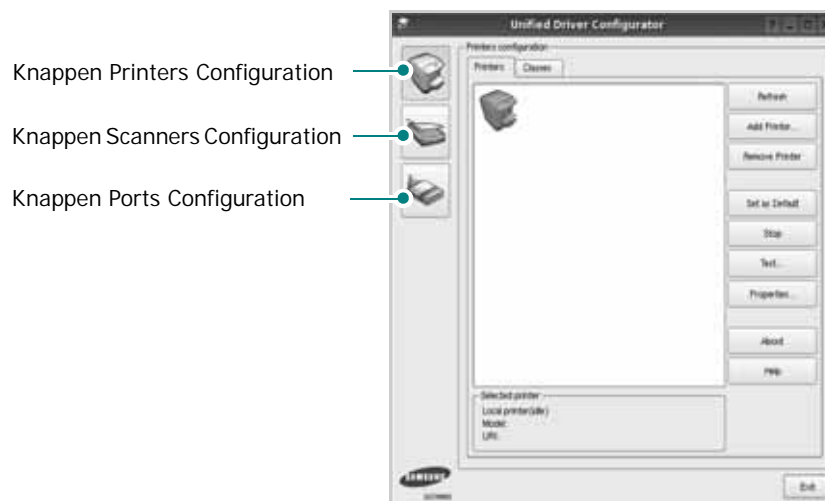 Unified Driver Configurator
Knappen Printers Configuration
Knappen Scanners Configuration
Knappen Ports Configuration
Printers configuration
Printers
Classes
Refresh
Add Printer...
Remove Printer
Set as Default
Stop
Test...
Properties...
About
Help
Selected printer
Local printer(idle)
Model:
URI:
SAMSUNG
Exit